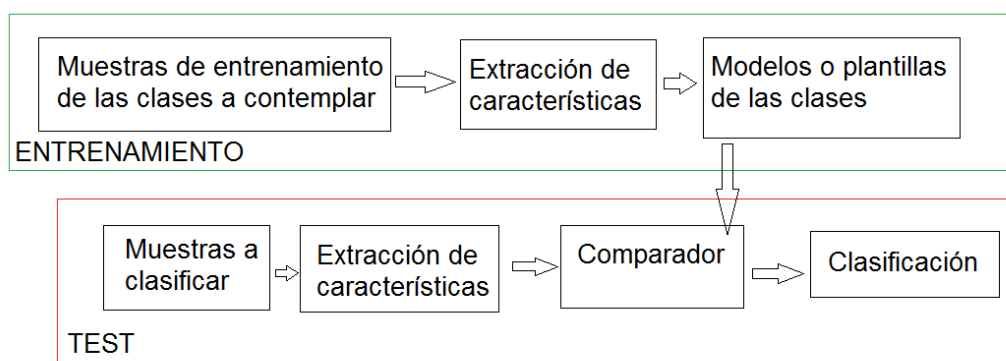 Muestras de entrenamiento
de las clases a contemplar
Extracción de
características
Modelos o plantillas
de las clases
ENTRENAMIENTO
Muestras a
clasificar
Extracción de
características
Comparador
Clasificación
TEST